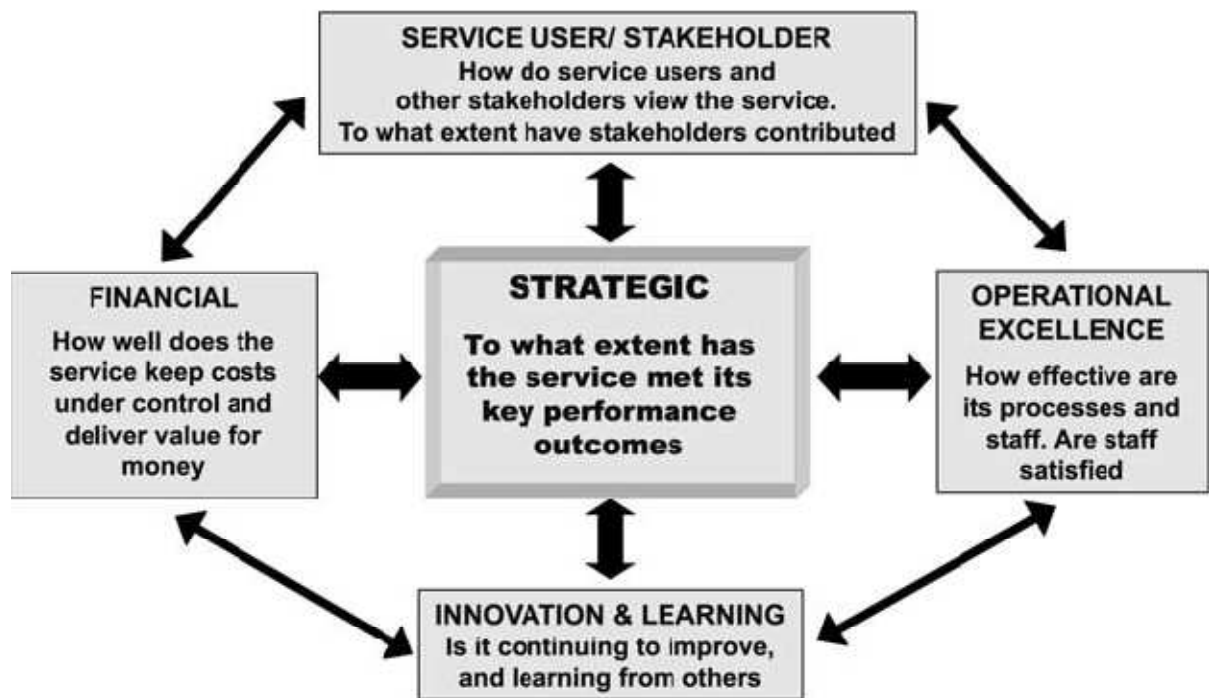 SERVICE USER/ STAKEHOLDER
How do service users and
other stakeholders view the service.
To what extent have stakeholders contributed
FINANCIAL
How well does the
service keep costs
under control and
deliver value for
money
STRATEGIC
To what extent has
the service met its
key performance
outcomes
OPERATIONAL
EXCELLENCE
How effective are
its processes and
staff. Are staff
satisfied
INNOVATION & LEARNING
Is it continuing to improve,
and learning from others